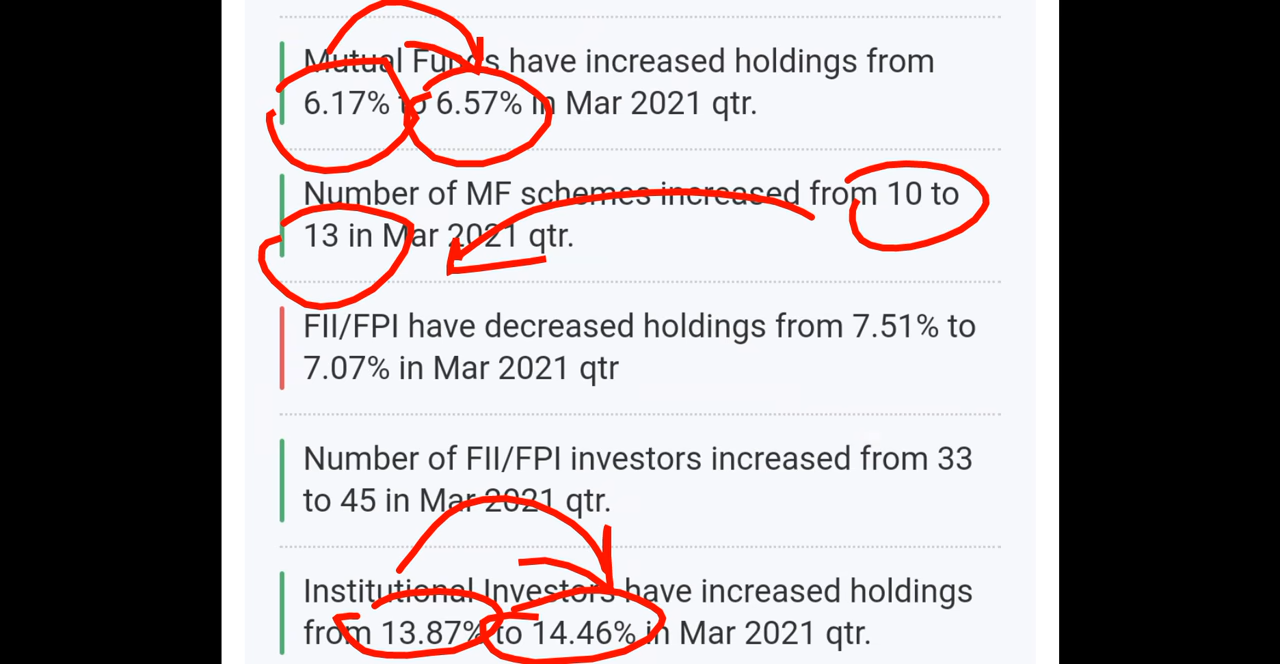 Mutual Funds have increased holdings from
6.17% to 6.57% in Mar 2021 qtr.
Number of MF schemes increased from 10 to
13 in Mar 2021 qtr.
FII/FPI have decreased holdings from 7.51% to
7.07% in Mar 2021 qtr
Number of FII/FPI investors increased from 33
to 45 in Mar 2021 qtr.
Institutional Investors have increased holdings
from 13.87% to 14.46% in Mar 2021 qtr.